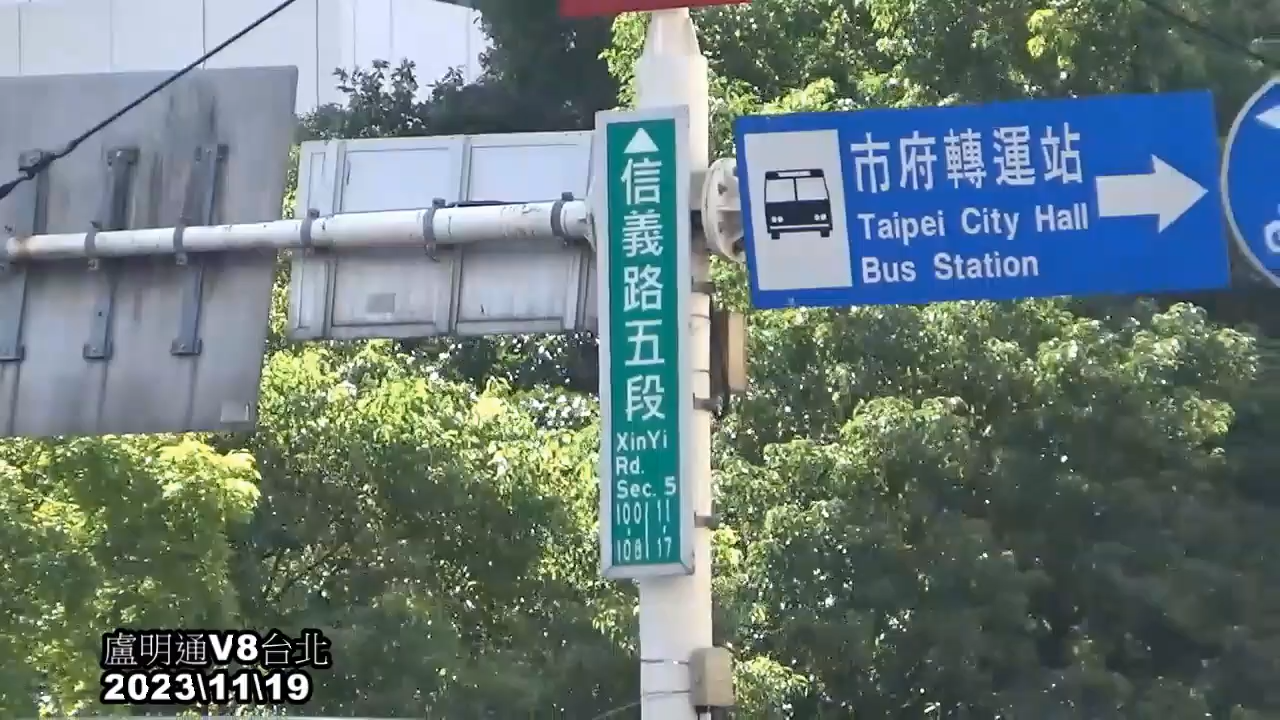 信義路五段
XinYi
Rd.
Sec. 5
100 11
108 17
市府轉運站
Taipei City Hall
Bus Station
盧明通V8台北
2023\11\19